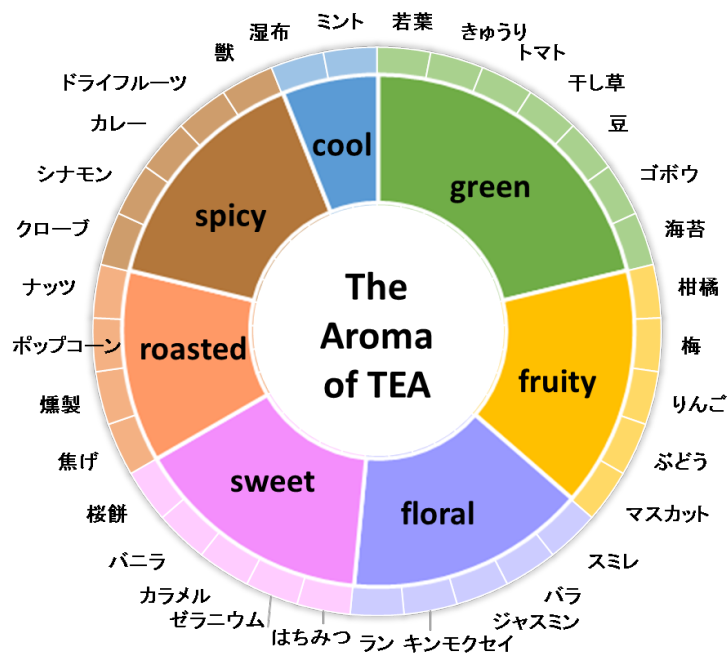 The
Aroma
of TEA
green
若葉
きゅうり
トマト
干し草
豆
ゴボウ
海苔
fruity
柑橘
梅
りんご
ぶどう
マスカット
floral
スミレ
バラ
ジャスミン
キンモクセイ
ラン
sweet
はちみつ
ゼラニウム
カラメル
バニラ
桜餅
roasted
焦げ
燻製
ポップコーン
ナッツ
spicy
クローブ
シナモン
カレー
ドライフルーツ
獣
cool
湿布
ミント